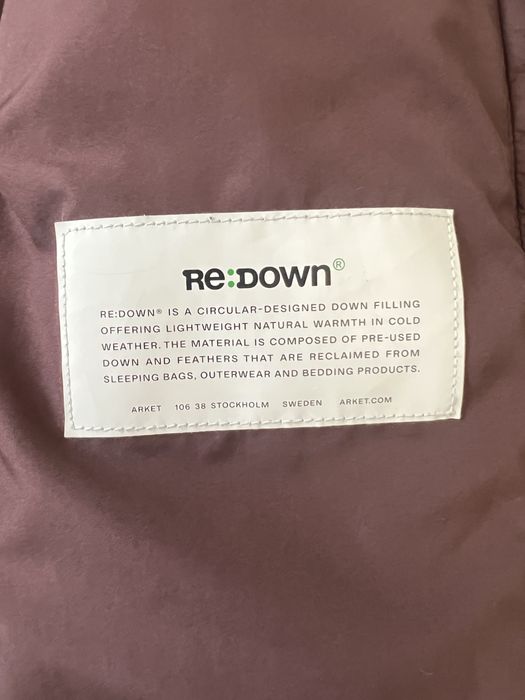 Re:DOWN®
RE:DOWN® IS A CIRCULAR-DESIGNED DOWN FILLING
OFFERING LIGHTWEIGHT NATURAL WARMTH IN COLD
WEATHER. THE MATERIAL IS COMPOSED OF PRE-USED
DOWN AND FEATHERS THAT ARE RECLAIMED FROM
SLEEPING BAGS, OUTERWEAR AND BEDDING PRODUCTS.
ARKET 106 38 STOCKHOLM SWEDEN ARKET.COM